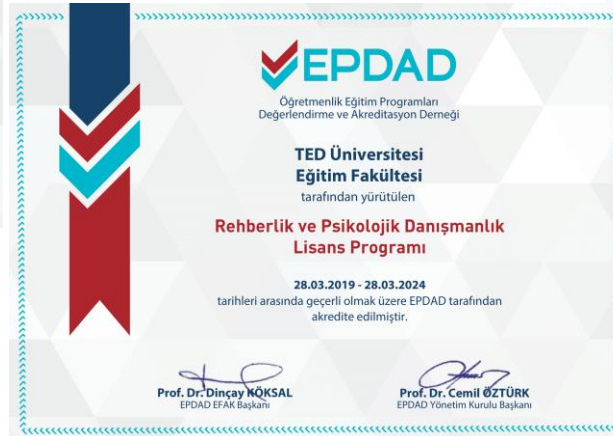 EPDAD
Öğretmenlik Eğitim Programları
Değerlendirme ve Akreditasyon Derneği
TED Üniversitesi
Eğitim Fakültesi
tarafından yürütülen
Rehberlik ve Psikolojik Danışmanlık
Lisans Programı
28.03.2019 - 28.03.2024
tarihleri arasında geçerli olmak üzere EPDAD tarafından
akredite edilmiştir.
Prof. Dr. Dinçay KÖKSAL
EPDAD EFAK Başkanı
Prof. Dr. Cemil ÖZTÜRK
EPDAD Yönetim Kurulu Başkanı